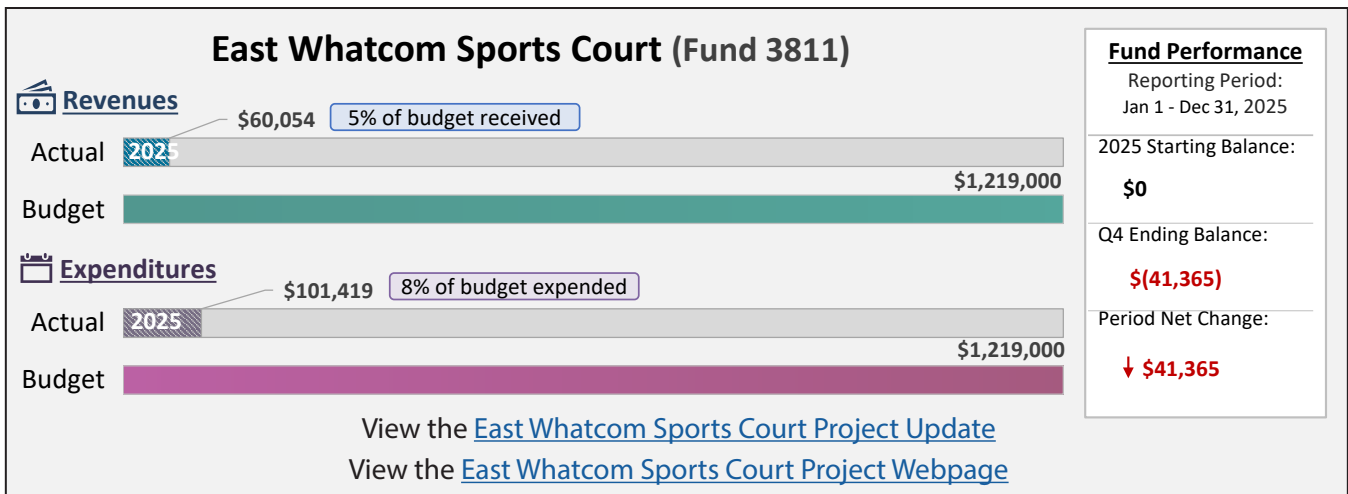 East Whatcom Sports Court (Fund 3811)
Revenues
$60,054
5% of budget received
Actual
2025
$1,219,000
Budget
Expenditures
$101,419
8% of budget expended
Actual
2025
$1,219,000
Budget
View the East Whatcom Sports Court Project Update
View the East Whatcom Sports Court Project Webpage
Fund Performance
Reporting Period:
Jan 1 - Dec 31, 2025
2025 Starting Balance:
$0
Q4 Ending Balance:
$(41,365)
Period Net Change:
↓ $41,365